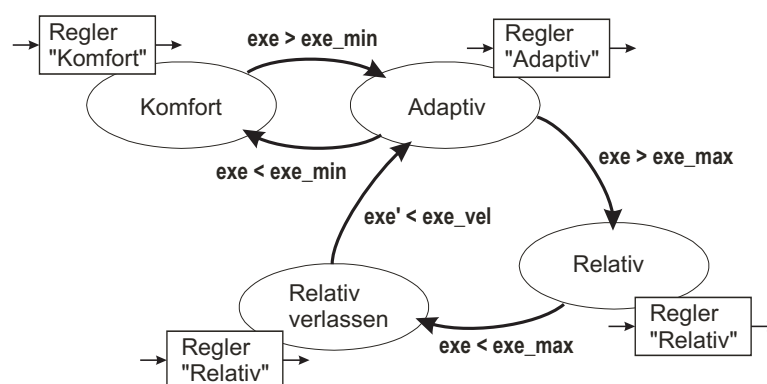 Regler
"Komfort"
exe > exe_min
Regler
"Adaptiv"
Komfort
Adaptiv
exe < exe_min
exe > exe_max
exe' < exe_vel
Relativ
Relativ
verlassen
Regler
"Relativ"
exe < exe_max
Regler
"Relativ"